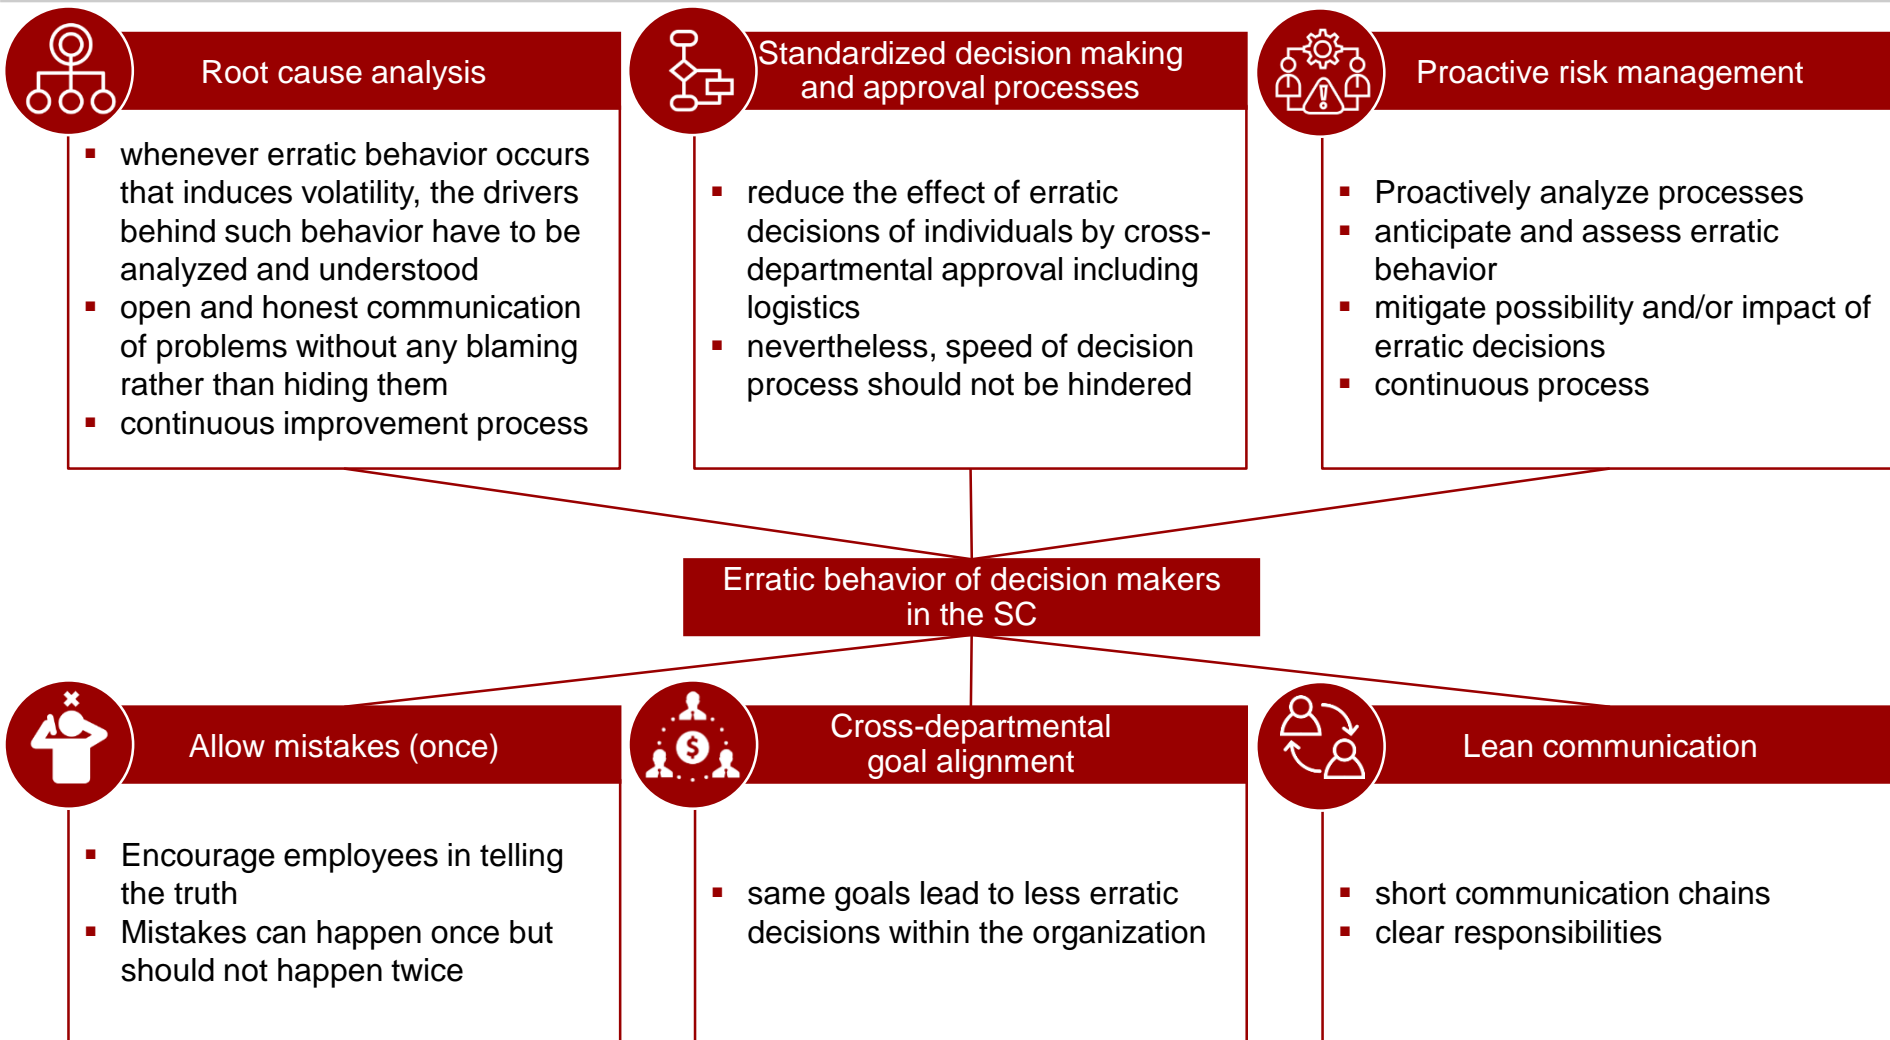 Root cause analysis
▪ whenever erratic behavior occurs
that induces volatility, the drivers
behind such behavior have to be
analyzed and understood
▪ open and honest communication
of problems without any blaming
rather than hiding them
▪ continuous improvement process
Standardized decision making
and approval processes
▪ reduce the effect of erratic
decisions of individuals by cross-
departmental approval including
logistics
▪ nevertheless, speed of decision
process should not be hindered
Proactive risk management
▪ Proactively analyze processes
▪ anticipate and assess erratic
behavior
▪ mitigate possibility and/or impact of
erratic decisions
▪ continuous process
Erratic behavior of decision makers
in the SC
Allow mistakes (once)
▪ Encourage employees in telling
the truth
▪ Mistakes can happen once but
should not happen twice
Cross-departmental
goal alignment
$
▪ same goals lead to less erratic
decisions within the organization
Lean communication
▪ short communication chains
▪ clear responsibilities